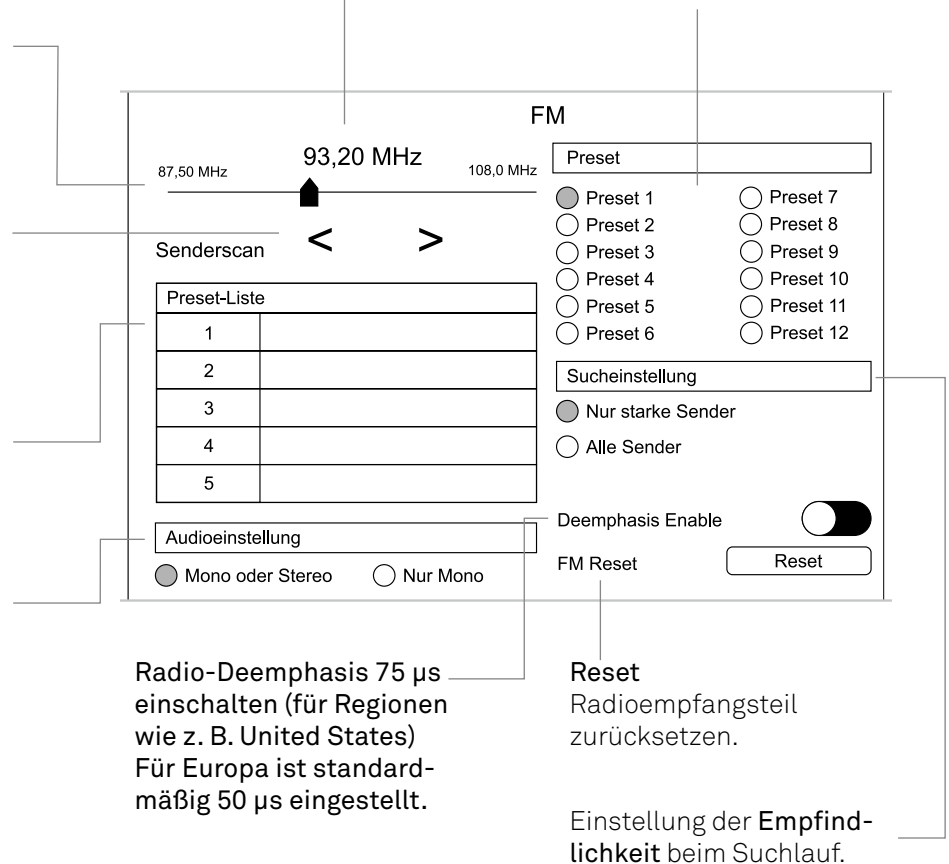 FM
93,20 MHz
87,50 MHz
108,0 MHz
Senderscan
<
>
Preset-Liste
1
2
3
4
5
Audioeinstellung
Mono oder Stereo
Nur Mono
Preset
Preset 1
Preset 2
Preset 3
Preset 4
Preset 5
Preset 6
Preset 7
Preset 8
Preset 9
Preset 10
Preset 11
Preset 12
Sucheinstellung
Nur starke Sender
Alle Sender
Deemphasis Enable
FM Reset
Reset
Radio-Deemphasis 75 µs
einschalten (für Regionen
wie z. B. United States)
Für Europa ist standard-
mäßig 50 µs eingestellt.
Reset
Radioempfangsteil
zurücksetzen.
Einstellung der Empfind-
lichkeit beim Suchlauf.